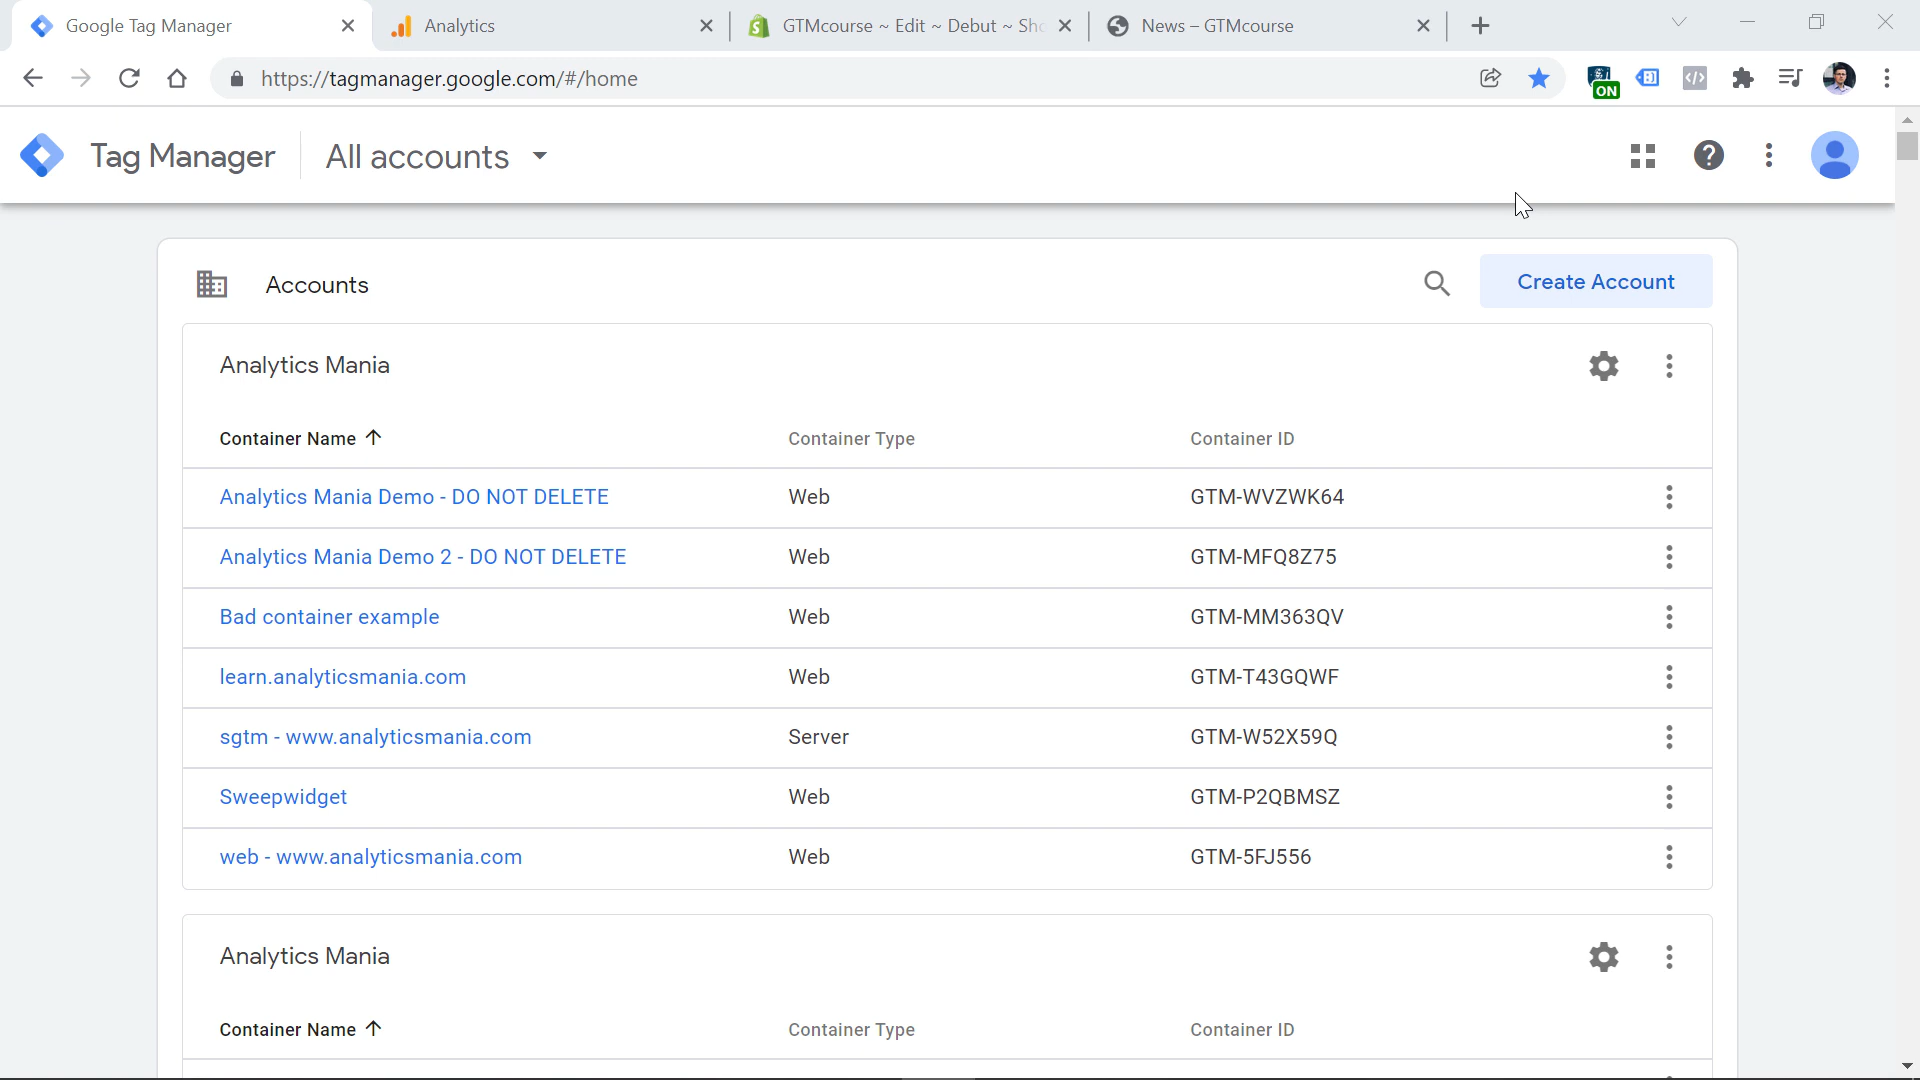 Google Tag Manager
Analytics
GTMcourse ~ Edit ~ Debut ~ Sho
News – GTMcourse
https://tagmanager.google.com/#/home
ON
Tag Manager
All accounts
Accounts
Create Account
Analytics Mania
Container Name Container Type Container ID
Analytics Mania Demo - DO NOT DELETE Web GTM-WVZWK64
Analytics Mania Demo 2 - DO NOT DELETE Web GTM-MFQ8Z75
Bad container example Web GTM-MM363QV
learn.analyticsmania.com Web GTM-T43GQWF
sgtm - www.analyticsmania.com Server GTM-W52X59Q
Sweepwidget Web GTM-P2QBMSZ
web - www.analyticsmania.com Web GTM-5FJ556
Analytics Mania
Container Name Container Type Container ID